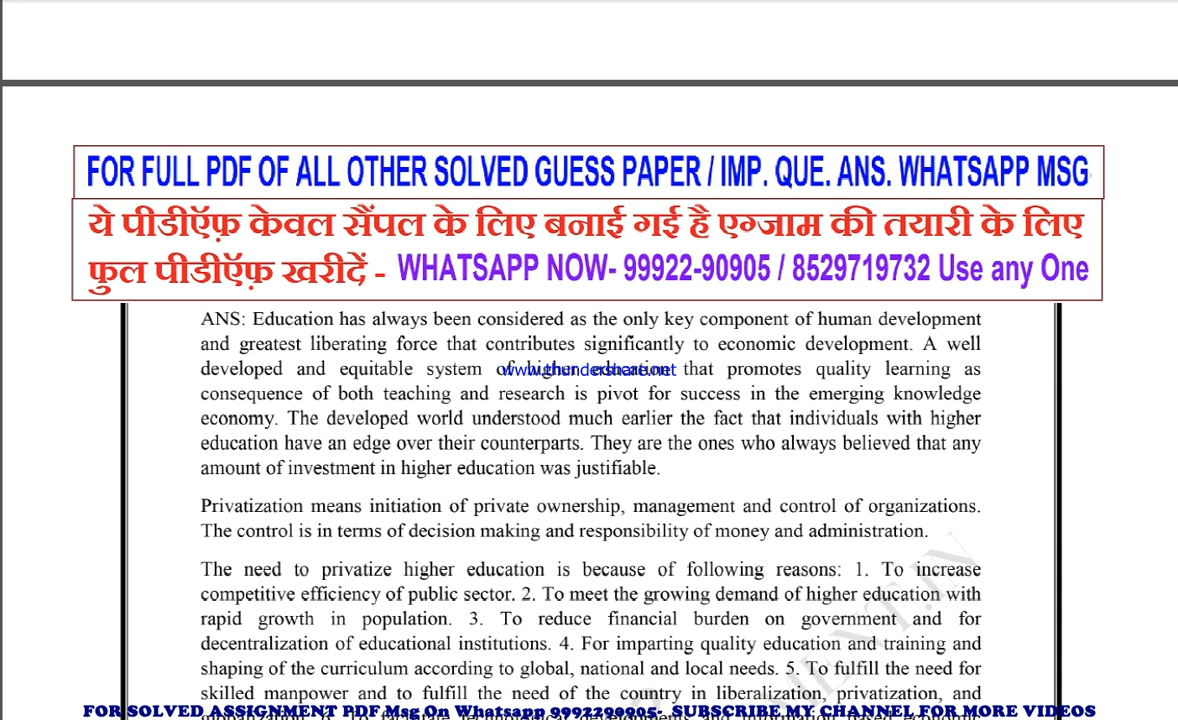 FOR FULL PDF OF ALL OTHER SOLVED GUESS PAPER / IMP. QUE. ANS. WHATSAPP MSG
ये पीडीऍफ़ केवल सैंपल के लिए बनाई गई है एग्जाम की तयारी के लिए
फुल पीडीऍफ़ खरीदें - WHATSAPP NOW- 99922-90905 / 8529719732 Use any One
ANS: Education has always been considered as the only key component of human development
and greatest liberating force that contributes significantly to economic development. A well
developed and equitable system of higher education that promotes quality learning as
www.thundershare.net
consequence of both teaching and research is pivot for success in the emerging knowledge
economy. The developed world understood much earlier the fact that individuals with higher
education have an edge over their counterparts. They are the ones who always believed that any
amount of investment in higher education was justifiable.
Privatization means initiation of private ownership, management and control of organizations.
The control is in terms of decision making and responsibility of money and administration.
The need to privatize higher education is because of following reasons: 1. To increase
competitive efficiency of public sector. 2. To meet the growing demand of higher education with
rapid growth in population. 3. To reduce financial burden on government and for
decentralization of educational institutions. 4. For imparting quality education and training and
shaping of the curriculum according to global, national and local needs. 5. To fulfill the need for
skilled manpower and to fulfill the need of the country in liberalization, privatization, and
FOR SOLVED ASSIGNMENT PDF Msg On Whatsapp 9992290905- SUBSCRIBE MY CHANNEL FOR MORE VIDEOS